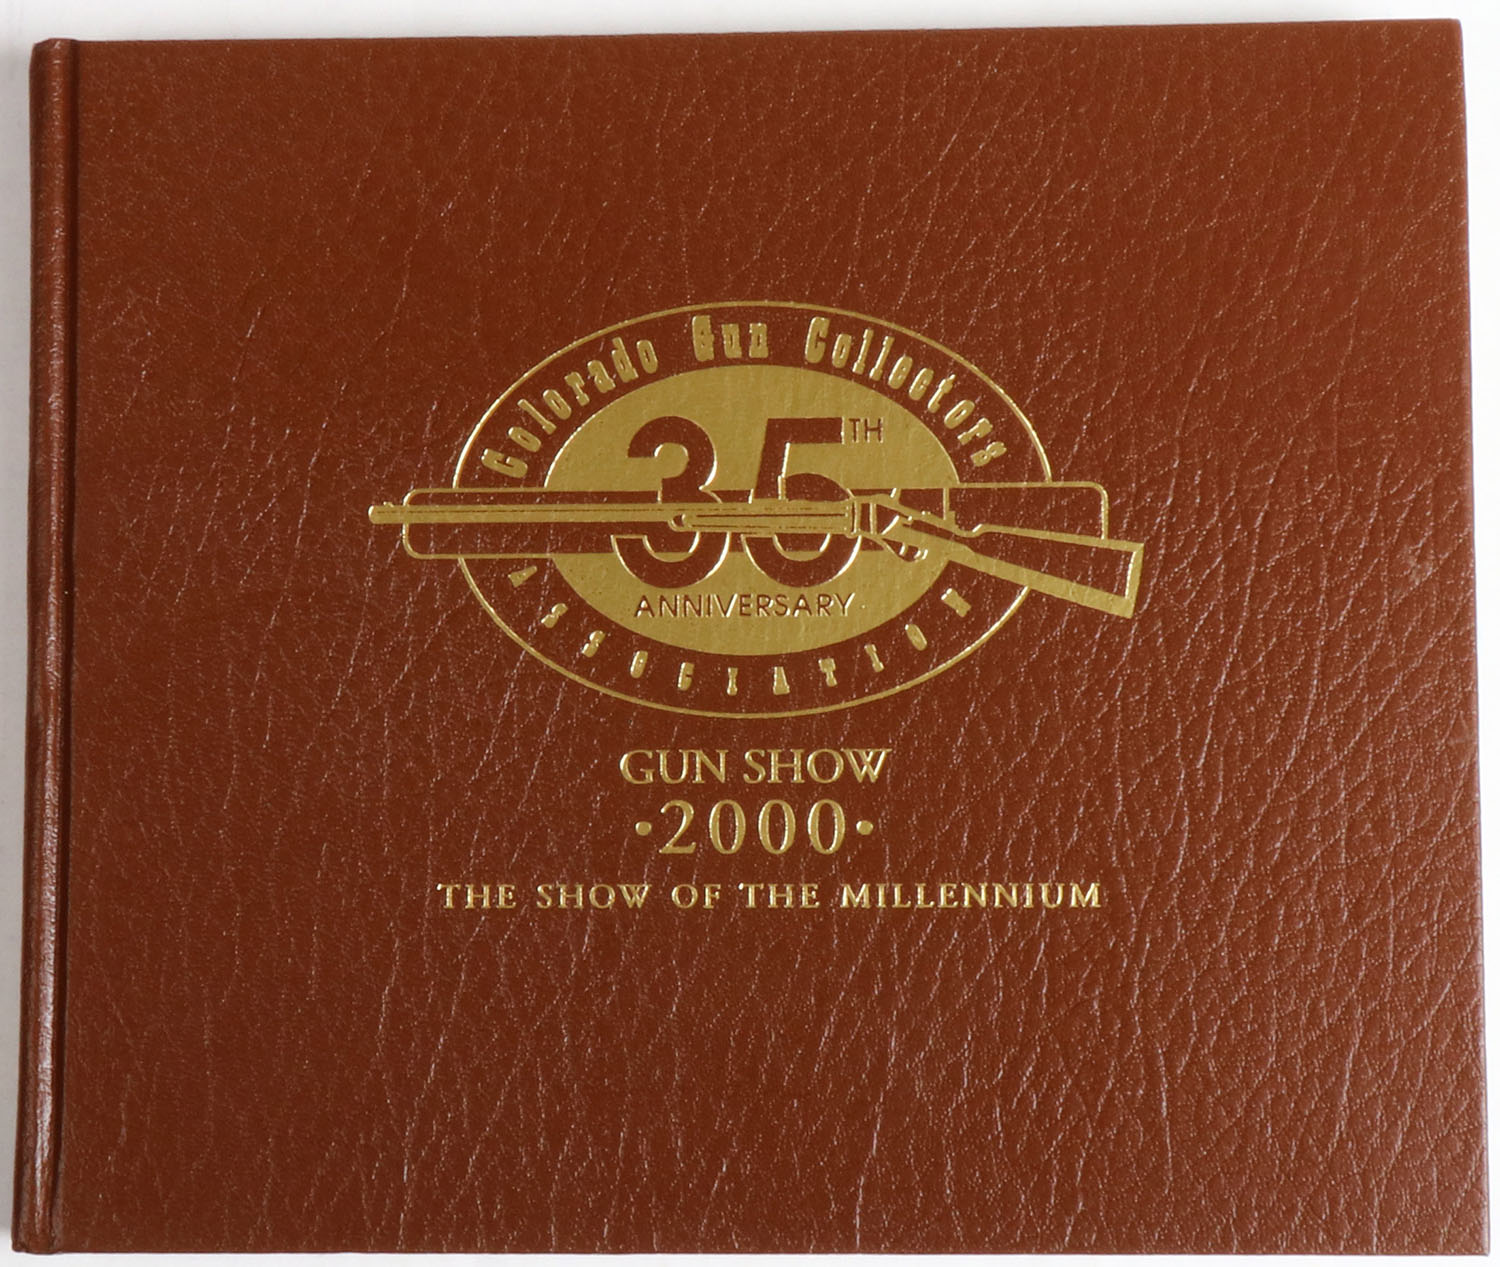 Colorado Gun Collectors
35TH
ANNIVERSARY
ASSOCIATION
GUN SHOW
·2000·
THE SHOW OF THE MILLENNIUM